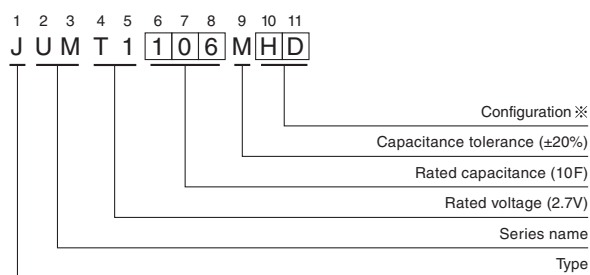 1 2 3 4 5 6 7 8 9 10 11
J U M T 1 1 0 6 M H D
Configuration※
Capacitance tolerance (±20%)
Rated capacitance (10F)
Rated voltage (2.7V)
Series name
Type